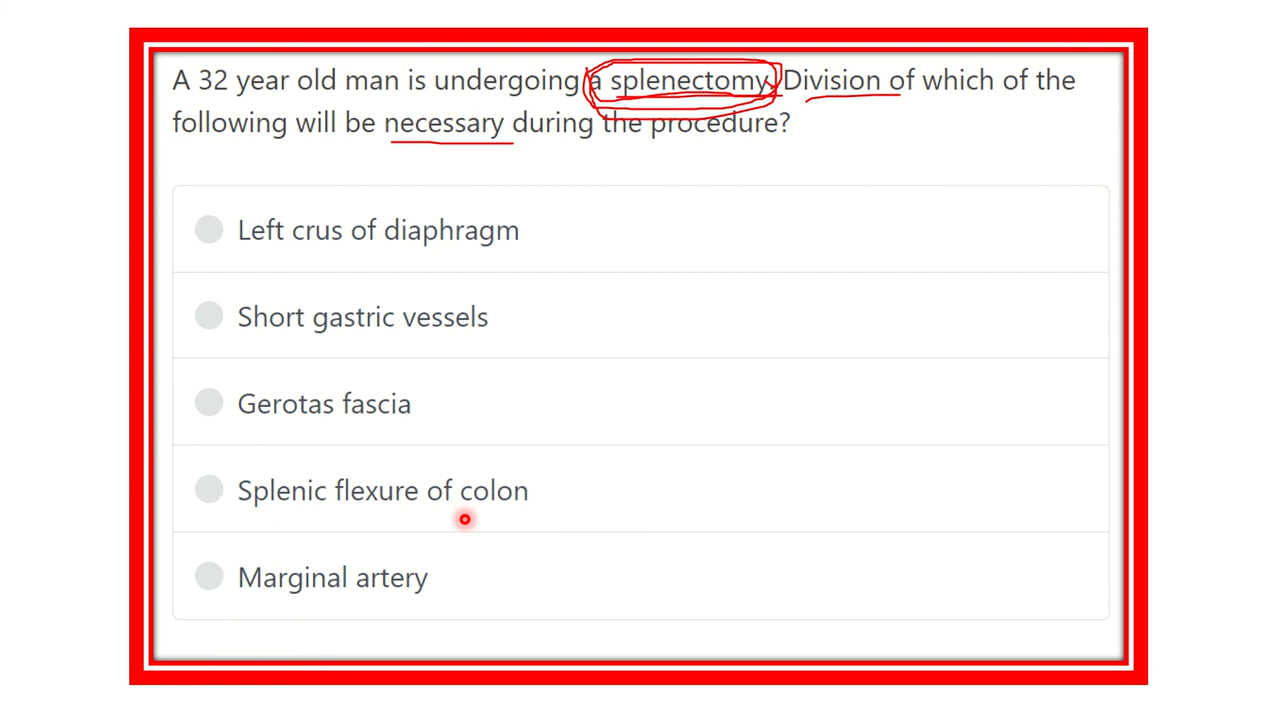 A 32 year old man is undergoing a splenectomy. Division of which of the
following will be necessary during the procedure?
Left crus of diaphragm
Short gastric vessels
Gerotas fascia
Splenic flexure of colon
Marginal artery